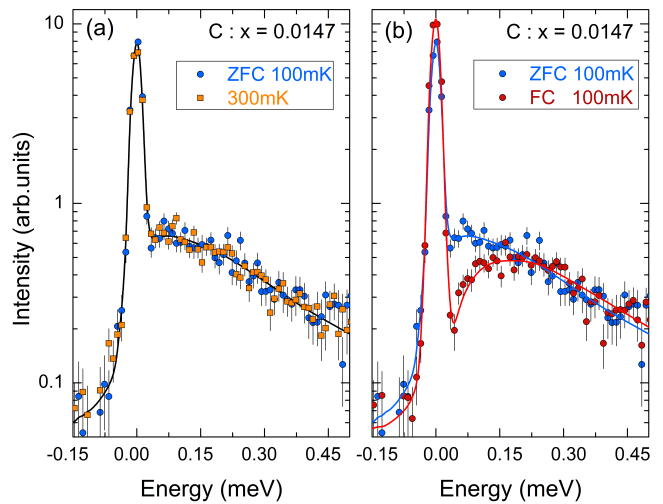 (a) C : x = 0.0147
ZFC 100mK
300mK
(b) C : x = 0.0147
ZFC 100mK
FC 100mK
Intensity (arb.units)
10
1
0.1
-0.15 0.00 0.15 0.30 0.45
-0.15 0.00 0.15 0.30 0.45
Energy (meV)
Energy (meV)